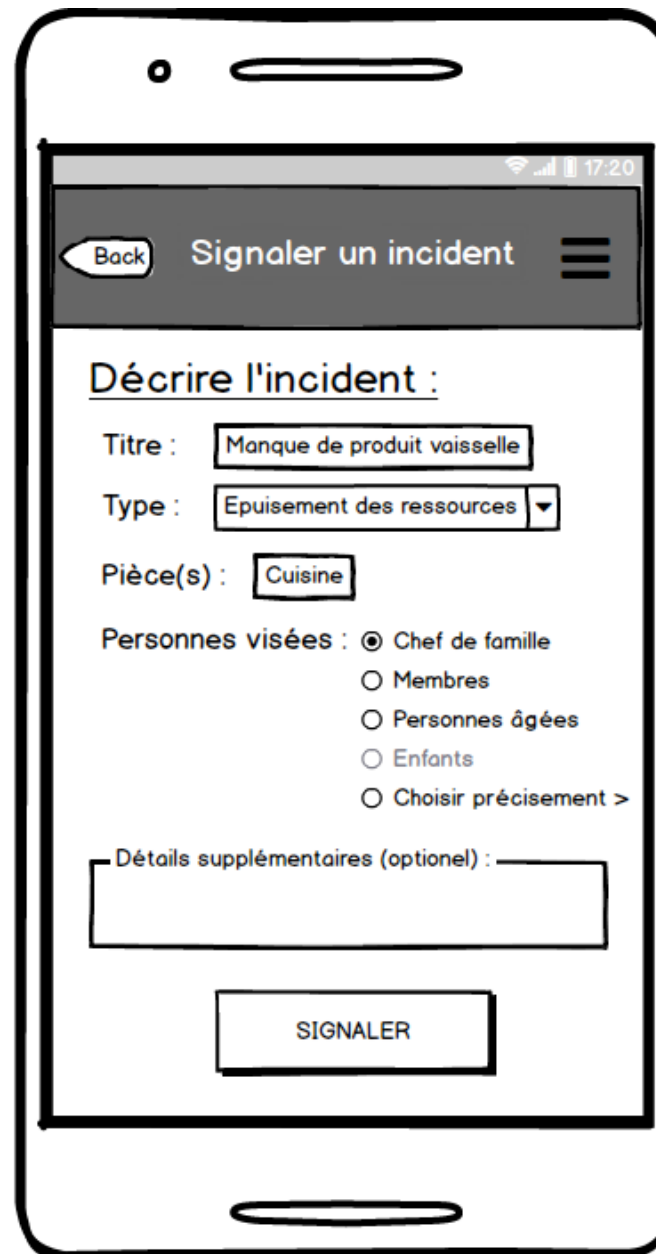 17:20
Back Signaler un incident
Décrire l'incident :
Titre : Manque de produit vaisselle
Type : Epuisement des ressources
Pièce(s) : Cuisine
Personnes visées : Chef de famille
Membres
Personnes âgées
Enfants
Choisir précisement >
Détails supplémentaires (optionel) :
SIGNALER